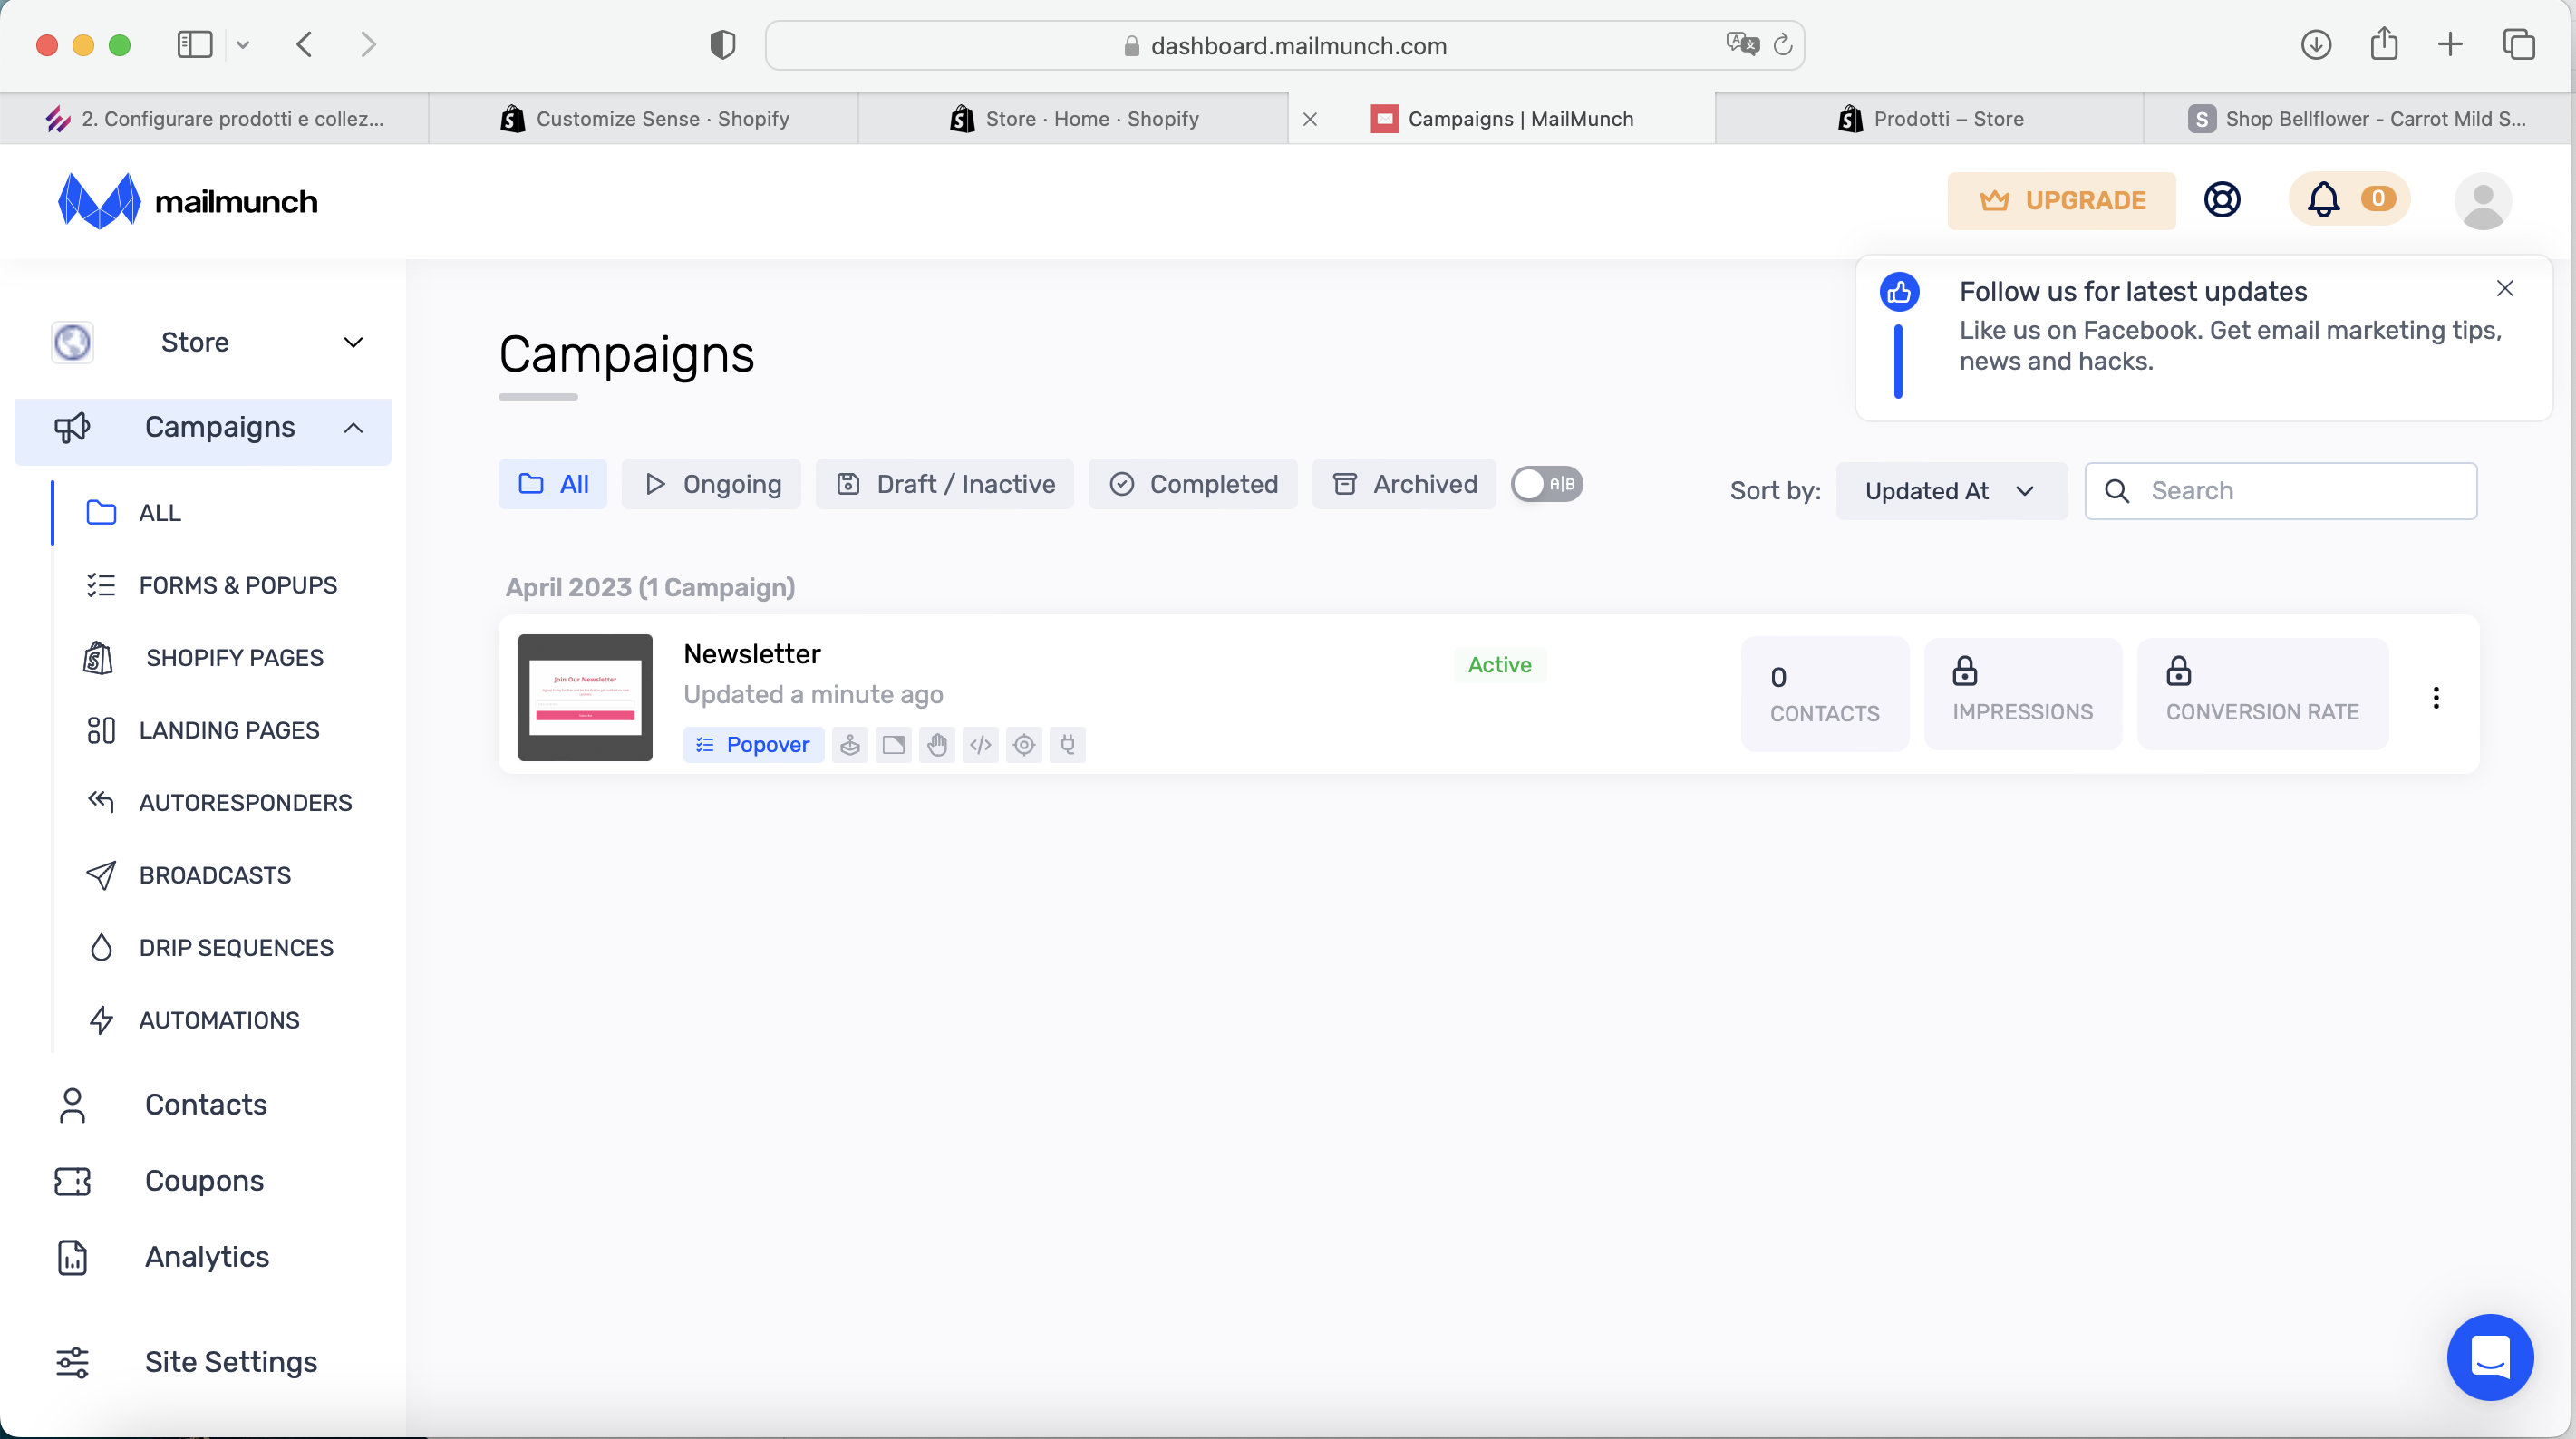 dashboard.mailmunch.com
2. Configurare prodotti e collez...
Customize Sense · Shopify
Store · Home · Shopify
Campaigns | MailMunch
Prodotti – Store
S
Shop Bellflower - Carrot Mild S...
mailmunch
UPGRADE
0
Follow us for latest updates
Like us on Facebook. Get email marketing tips,
news and hacks.
Store
Campaigns
ALL
FORMS & POPUPS
SHOPIFY PAGES
LANDING PAGES
AUTORESPONDERS
BROADCASTS
DRIP SEQUENCES
AUTOMATIONS
Contacts
Coupons
Analytics
Site Settings
Campaigns
All
Ongoing
Draft / Inactive
Completed
Archived
A|B
Sort by:
Updated At
Search
April 2023 (1 Campaign)
Join Our Newsletter
Newsletter
Updated a minute ago
Popover
Active
0
CONTACTS
IMPRESSIONS
CONVERSION RATE